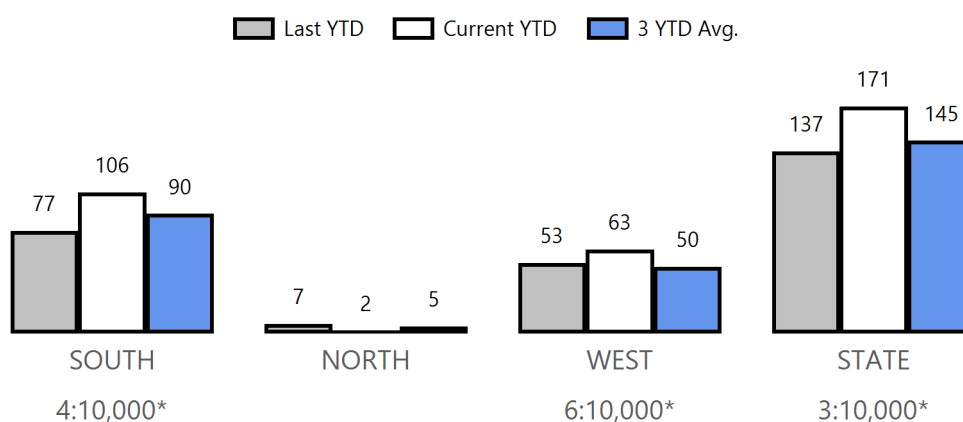 Last YTD Current YTD 3 YTD Avg.
171
137 145
106
77 90
53 63 50
7 2 5
SOUTH NORTH WEST STATE
4:10,000* 6:10,000* 3:10,000*